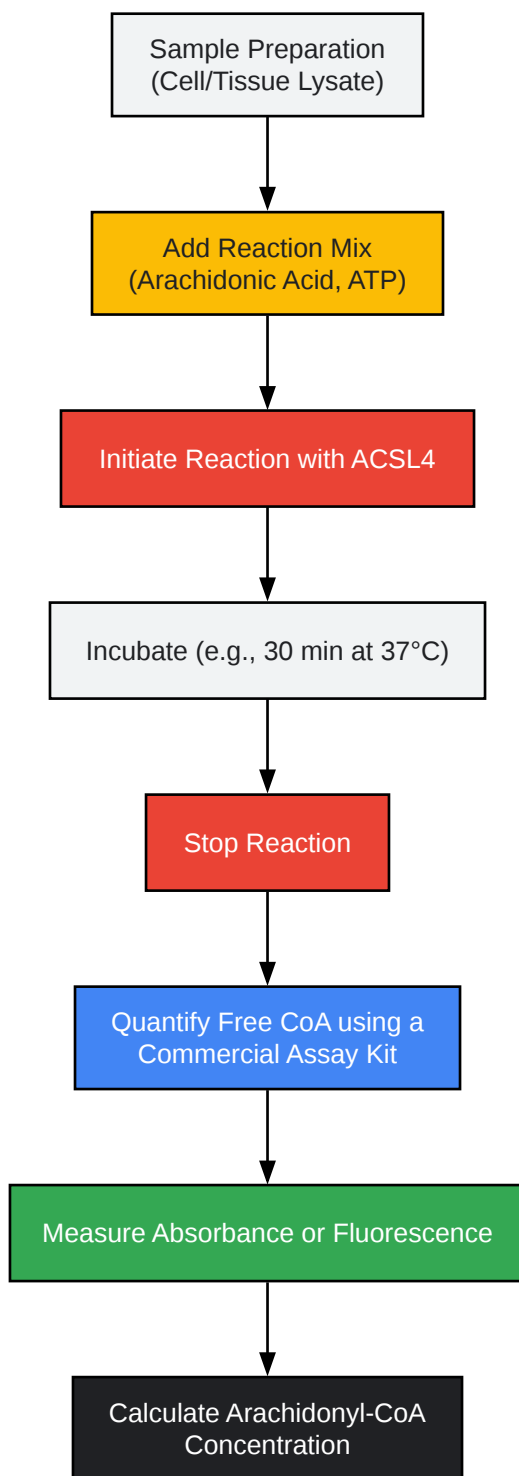 Sample Preparation
(Cell/Tissue Lysate)
Add Reaction Mix
(Arachidonic Acid, ATP)
Initiate Reaction with ACSL4
Incubate (e.g., 30 min at 37°C)
Stop Reaction
Quantify Free CoA using a
Commercial Assay Kit
Measure Absorbance or Fluorescence
Calculate Arachidonyl-CoA
Concentration